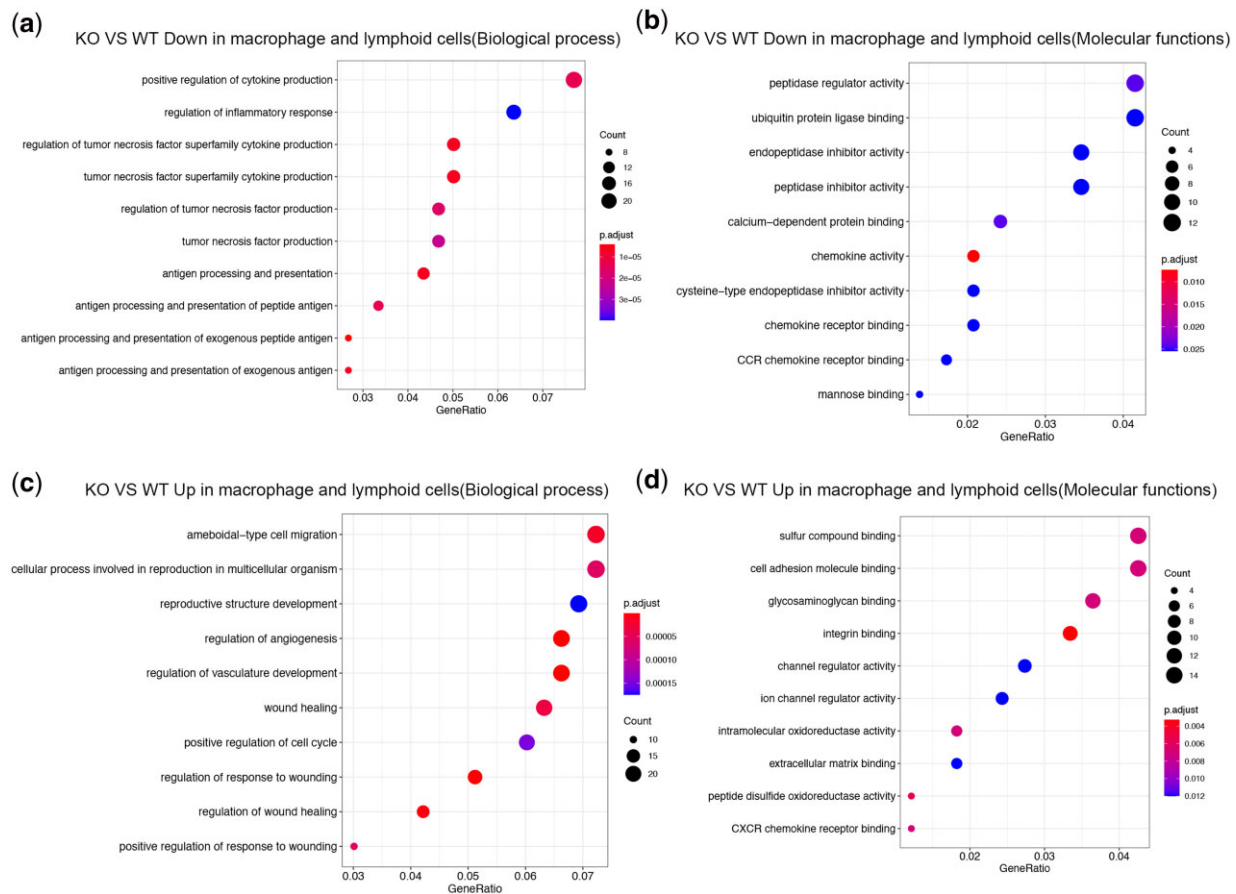 (a)
KO VS WT Down in macrophage and lymphoid cells(Biological process)
positive regulation of cytokine production
regulation of inflammatory response
regulation of tumor necrosis factor superfamily cytokine production
tumor necrosis factor superfamily cytokine production
regulation of tumor necrosis factor production
tumor necrosis factor production
antigen processing and presentation
antigen processing and presentation of peptide antigen
antigen processing and presentation of exogenous peptide antigen
antigen processing and presentation of exogenous antigen
0.03 0.04 0.05 0.06 0.07
GeneRatio
Count
8
12
16
20
p.adjust
1e-05
2e-05
3e-05
(b)
KO VS WT Down in macrophage and lymphoid cells(Molecular functions)
peptidase regulator activity
ubiquitin protein ligase binding
endopeptidase inhibitor activity
peptidase inhibitor activity
calcium-dependent protein binding
chemokine activity
cysteine-type endopeptidase inhibitor activity
chemokine receptor binding
CCR chemokine receptor binding
mannose binding
0.02 0.03 0.04
GeneRatio
Count
4
6
8
10
12
p.adjust
0.010
0.015
0.020
0.025
(c)
KO VS WT Up in macrophage and lymphoid cells(Biological process)
ameboidal-type cell migration
cellular process involved in reproduction in multicellular organism
reproductive structure development
regulation of angiogenesis
regulation of vasculature development
wound healing
positive regulation of cell cycle
regulation of response to wounding
regulation of wound healing
positive regulation of response to wounding
0.03 0.04 0.05 0.06 0.07
GeneRatio
p.adjust
0.00005
0.00010
0.00015
Count
10
15
20
(d)
KO VS WT Up in macrophage and lymphoid cells(Molecular functions)
sulfur compound binding
cell adhesion molecule binding
glycosaminoglycan binding
integrin binding
channel regulator activity
ion channel regulator activity
intramolecular oxidoreductase activity
extracellular matrix binding
peptide disulfide oxidoreductase activity
CXCR chemokine receptor binding
0.02 0.03 0.04
GeneRatio
Count
4
6
8
10
12
14
p.adjust
0.004
0.006
0.008
0.010
0.012